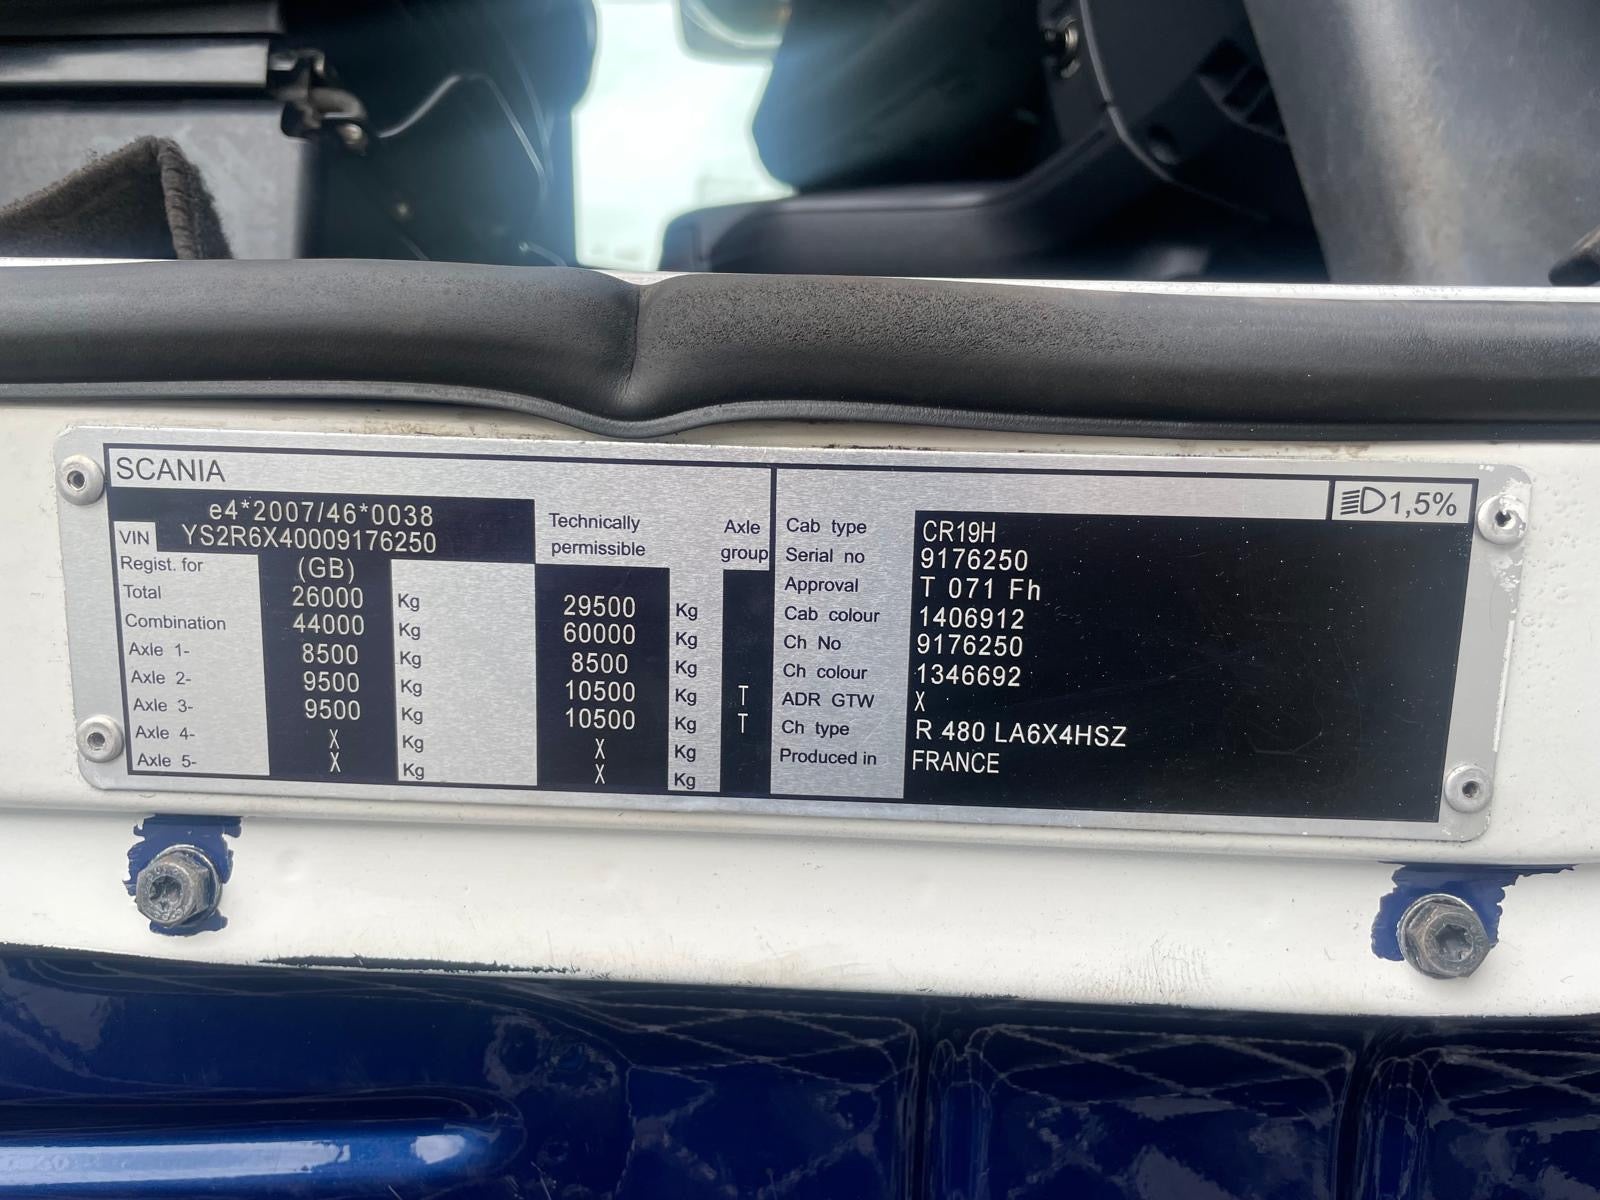 SCANIA
e4*2007/46*0038
VIN YS2R6X40009176250
Technically permissible
Axle group
Regist. for (GB)
Total 26000 Kg 29500 Kg
Combination 44000 Kg 60000 Kg
Axle 1- 8500 Kg 8500 Kg
Axle 2- 9500 Kg 10500 Kg T
Axle 3- 9500 Kg 10500 Kg T
Axle 4- X Kg X Kg
Axle 5- X Kg X Kg
1,5%
Cab type CR19H
Serial no 9176250
Approval T 071 Fh
Cab colour 1406912
Ch No 9176250
Ch colour 1346692
ADR GTW X
Ch type R 480 LA6X4HSZ
Produced in FRANCE